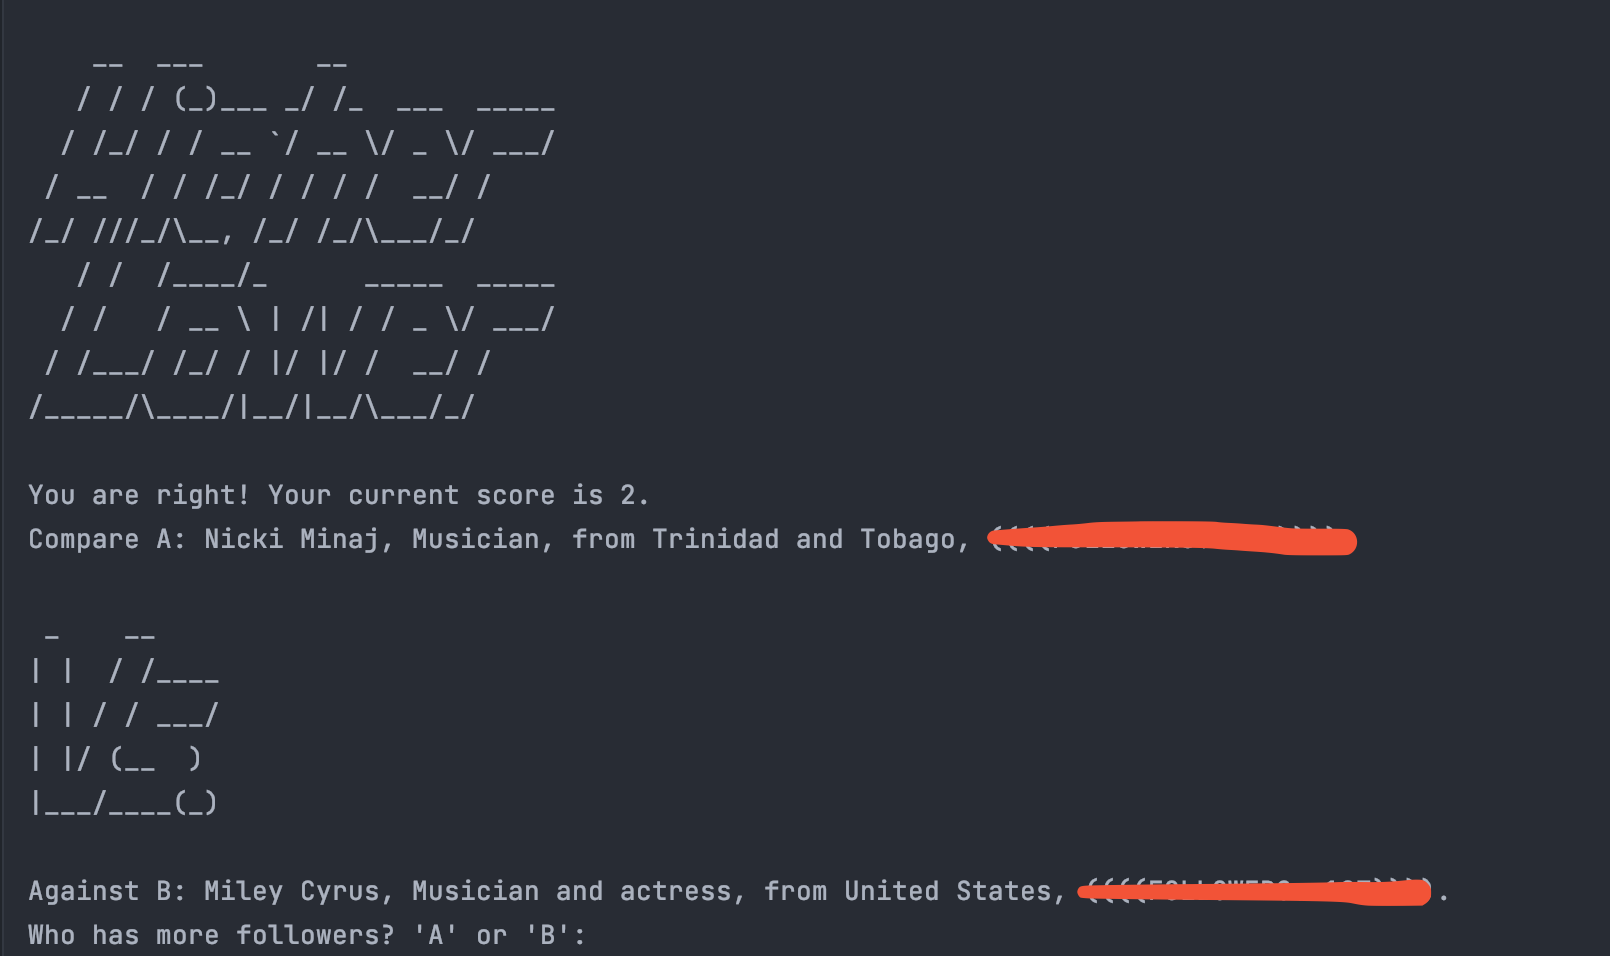 __  ___       __
   / / / (_)___ _/ /_  ___  _____
  / /_/ / / __ `/ __ \/ _ \/ ___/
 / __  / / /_/ / / / /  __/ /
/_/ ///_/\__, /_/ /_/\___/_/
   / /  /____/_      _____  _____
  / /   / __ \ | /| / / _ \/ ___/
 / /___/ /_/ / |/ |/ /  __/ /
/_____/\____/|__/|__/\___/_/
You are right! Your current score is 2.
Compare A: Nicki Minaj, Musician, from Trinidad and Tobago,
 _    __
| |  / /____
| | / / ___/
| |/ (__  )
|___/____(_)
Against B: Miley Cyrus, Musician and actress, from United States, .
Who has more followers? 'A' or 'B':